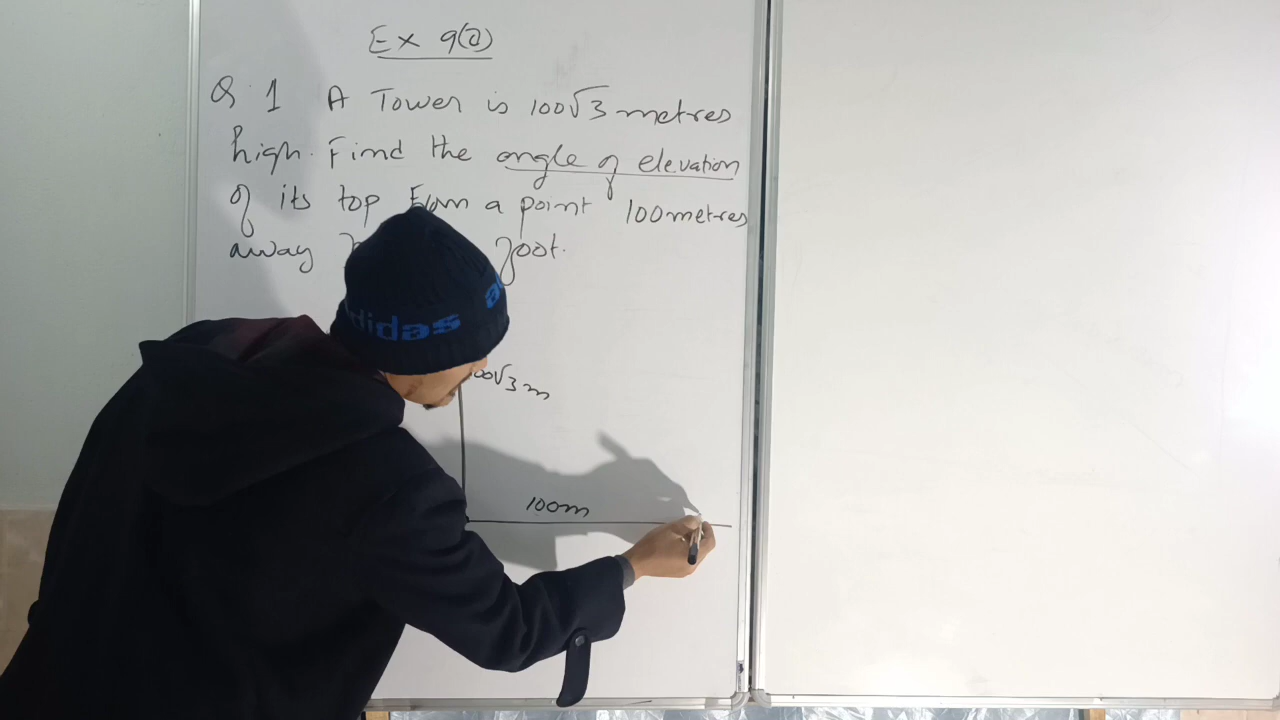 Ex 9(a)
Q 1 A Tower is 100√3 metres
high. Find the angle of elevation
of its top From a point 100 metres
away foot.
adidas
00√3 m
100m